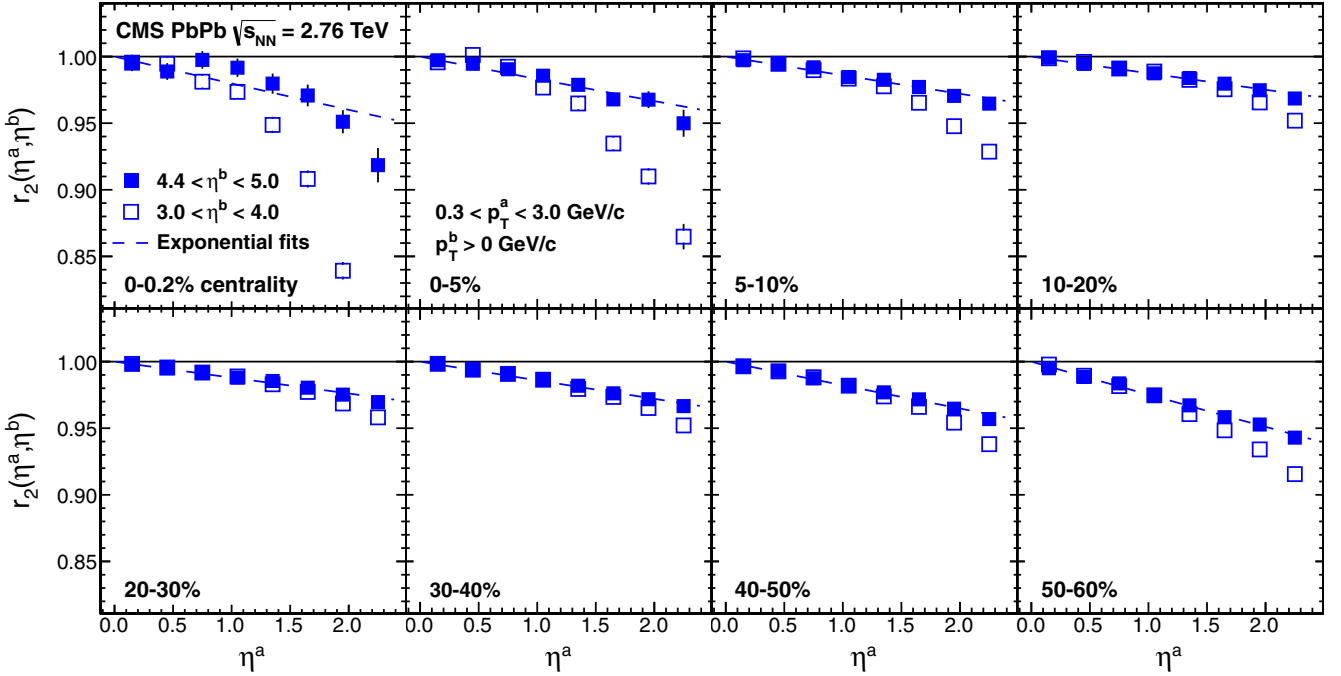 CMS PbPb √s_NN = 2.76 TeV
r₂(ηᵃ,ηᵇ)
1.00
0.95
0.90
0.85
4.4 < ηᵇ < 5.0
3.0 < ηᵇ < 4.0
Exponential fits
0-0.2% centrality
0.3 < p_T^a < 3.0 GeV/c
p_T^b > 0 GeV/c
0-5%
5-10%
10-20%
r₂(ηᵃ,ηᵇ)
1.00
0.95
0.90
0.85
20-30%
30-40%
40-50%
50-60%
0.0 0.5 1.0 1.5 2.0 0.0 0.5 1.0 1.5 2.0 0.0 0.5 1.0 1.5 2.0 0.0 0.5 1.0 1.5 2.0
ηᵃ ηᵃ ηᵃ ηᵃ